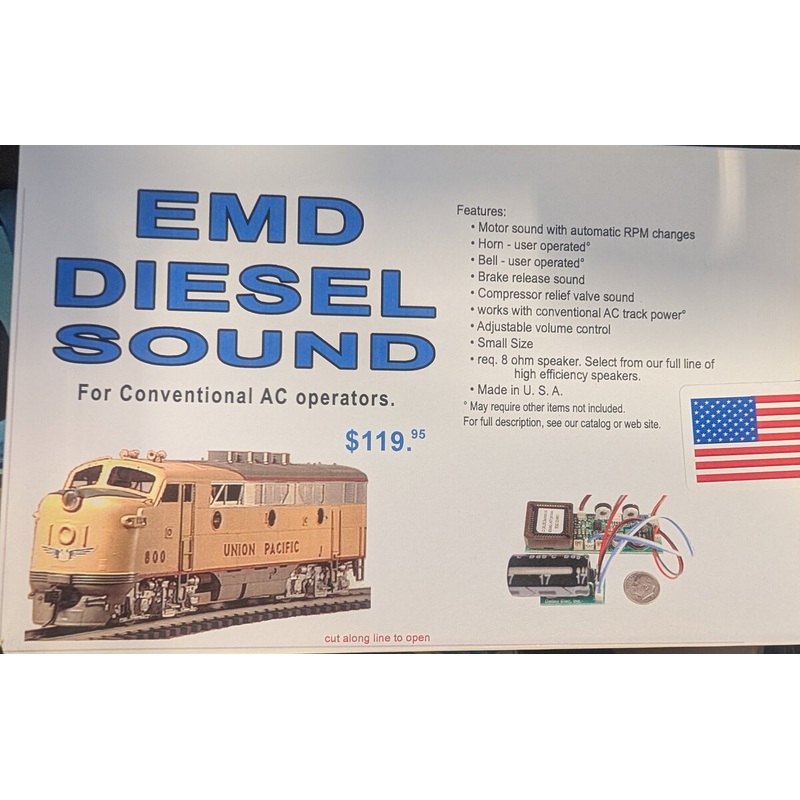 EMD
DIESEL
SOUND
For Conventional AC operators.
$119.95
101
800
UNION PACIFIC
cut along line to open
Features:
• Motor sound with automatic RPM changes
• Horn - user operated°
• Bell - user operated°
• Brake release sound
• Compressor relief valve sound
• works with conventional AC track power°
• Adjustable volume control
• Small Size
• req. 8 ohm speaker. Select from our full line of
high efficiency speakers.
• Made in U. S. A.
° May require other items not included.
For full description, see our catalog or web site.
17
17